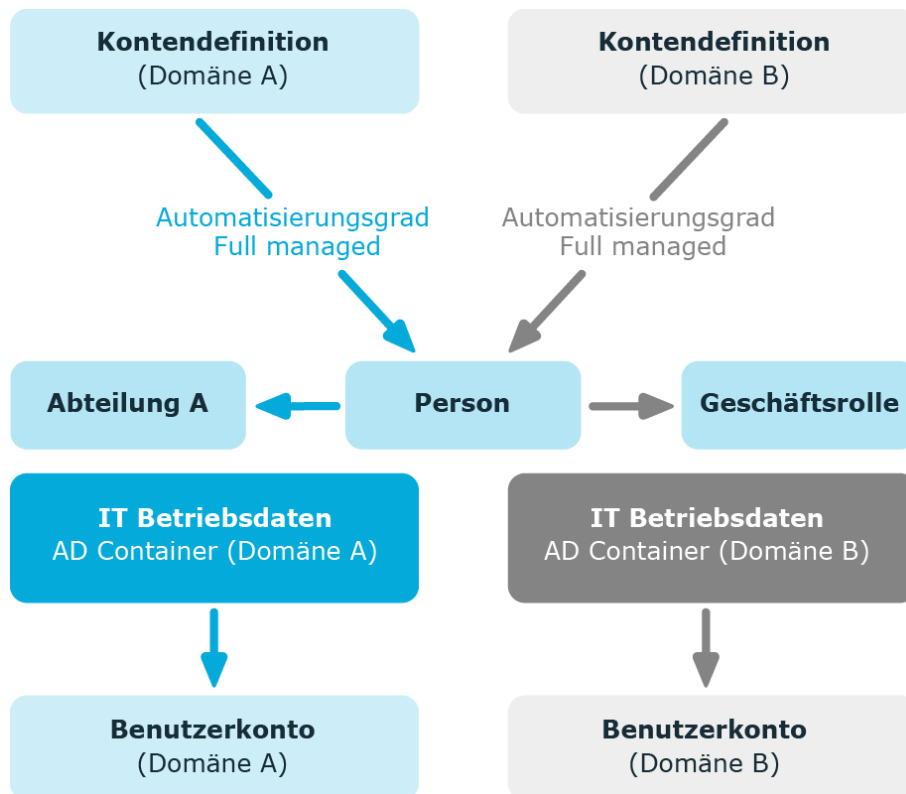 Kontendefinition
(Domäne A)
Kontendefinition
(Domäne B)
Automatisierungsgrad
Full managed
Automatisierungsgrad
Full managed
Abteilung A
Person
Geschäftsrolle
IT Betriebsdaten
AD Container (Domäne A)
IT Betriebsdaten
AD Container (Domäne B)
Benutzerkonto
(Domäne A)
Benutzerkonto
(Domäne B)